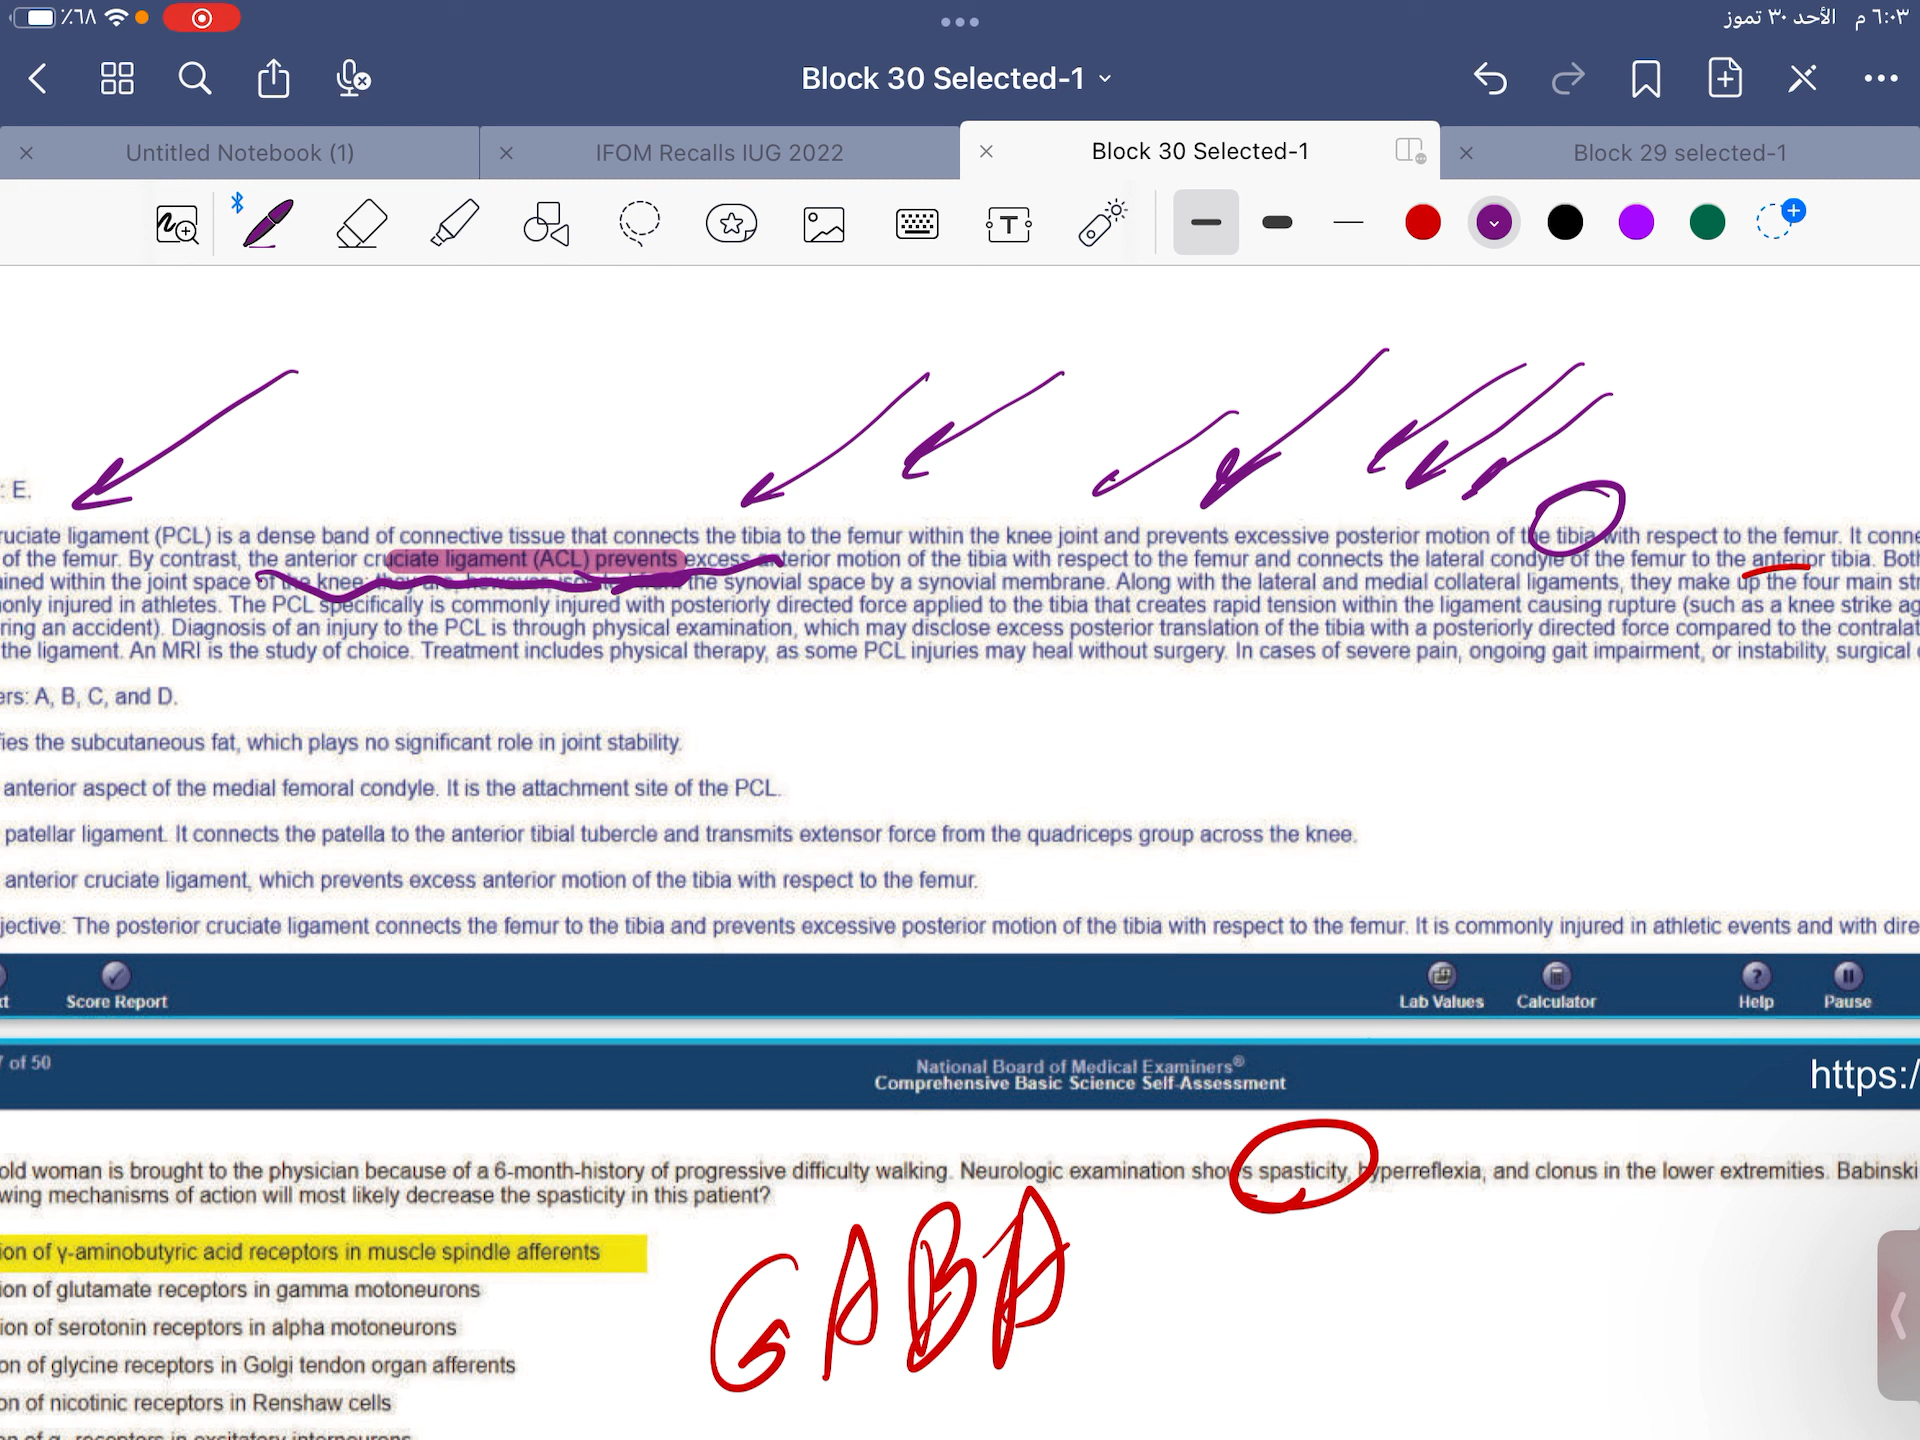 ٪٦٨
٦:٠٣ م الأحد ٣٠ تموز
Block 30 Selected-1
Untitled Notebook (1)
IFOM Recalls IUG 2022
Block 30 Selected-1
Block 29 selected-1
T
: E.
ruciate ligament (PCL) is a dense band of connective tissue that connects the tibia to the femur within the knee joint and prevents excessive posterior motion of the tibia with respect to the femur. It conne
of the femur. By contrast, the anterior cruciate ligament (ACL) prevents excess anterior motion of the tibia with respect to the femur and connects the lateral condyle of the femur to the anterior tibia. Bot
ained within the joint space of the knee; they are, however, the synovial space by a synovial membrane. Along with the lateral and medial collateral ligaments, they make up the four main str
only injured in athletes. The PCL specifically is commonly injured with posteriorly directed force applied to the tibia that creates rapid tension within the ligament causing rupture (such as a knee strike ag
ring an accident). Diagnosis of an injury to the PCL is through physical examination, which may disclose excess posterior translation of the tibia with a posteriorly directed force compared to the contralat
the ligament. An MRI is the study of choice. Treatment includes physical therapy, as some PCL injuries may heal without surgery. In cases of severe pain, ongoing gait impairment, or instability, surgical
ers: A, B, C, and D.
fies the subcutaneous fat, which plays no significant role in joint stability.
anterior aspect of the medial femoral condyle. It is the attachment site of the PCL.
patellar ligament. It connects the patella to the anterior tibial tubercle and transmits extensor force from the quadriceps group across the knee.
anterior cruciate ligament, which prevents excess anterior motion of the tibia with respect to the femur.
jective: The posterior cruciate ligament connects the femur to the tibia and prevents excessive posterior motion of the tibia with respect to the femur. It is commonly injured in athletic events and with dire
xt
Score Report
Lab Values
Calculator
Help
Pause
7 of 50
National Board of Medical Examiners®
Comprehensive Basic Science Self-Assessment
https:/
old woman is brought to the physician because of a 6-month-history of progressive difficulty walking. Neurologic examination shows spasticity, hyperreflexia, and clonus in the lower extremities. Babinski
wing mechanisms of action will most likely decrease the spasticity in this patient?
ion of γ-aminobutyric acid receptors in muscle spindle afferents
ion of glutamate receptors in gamma motoneurons
ion of serotonin receptors in alpha motoneurons
on of glycine receptors in Golgi tendon organ afferents
on of nicotinic receptors in Renshaw cells
receptors in excitatory interneurons
GABA